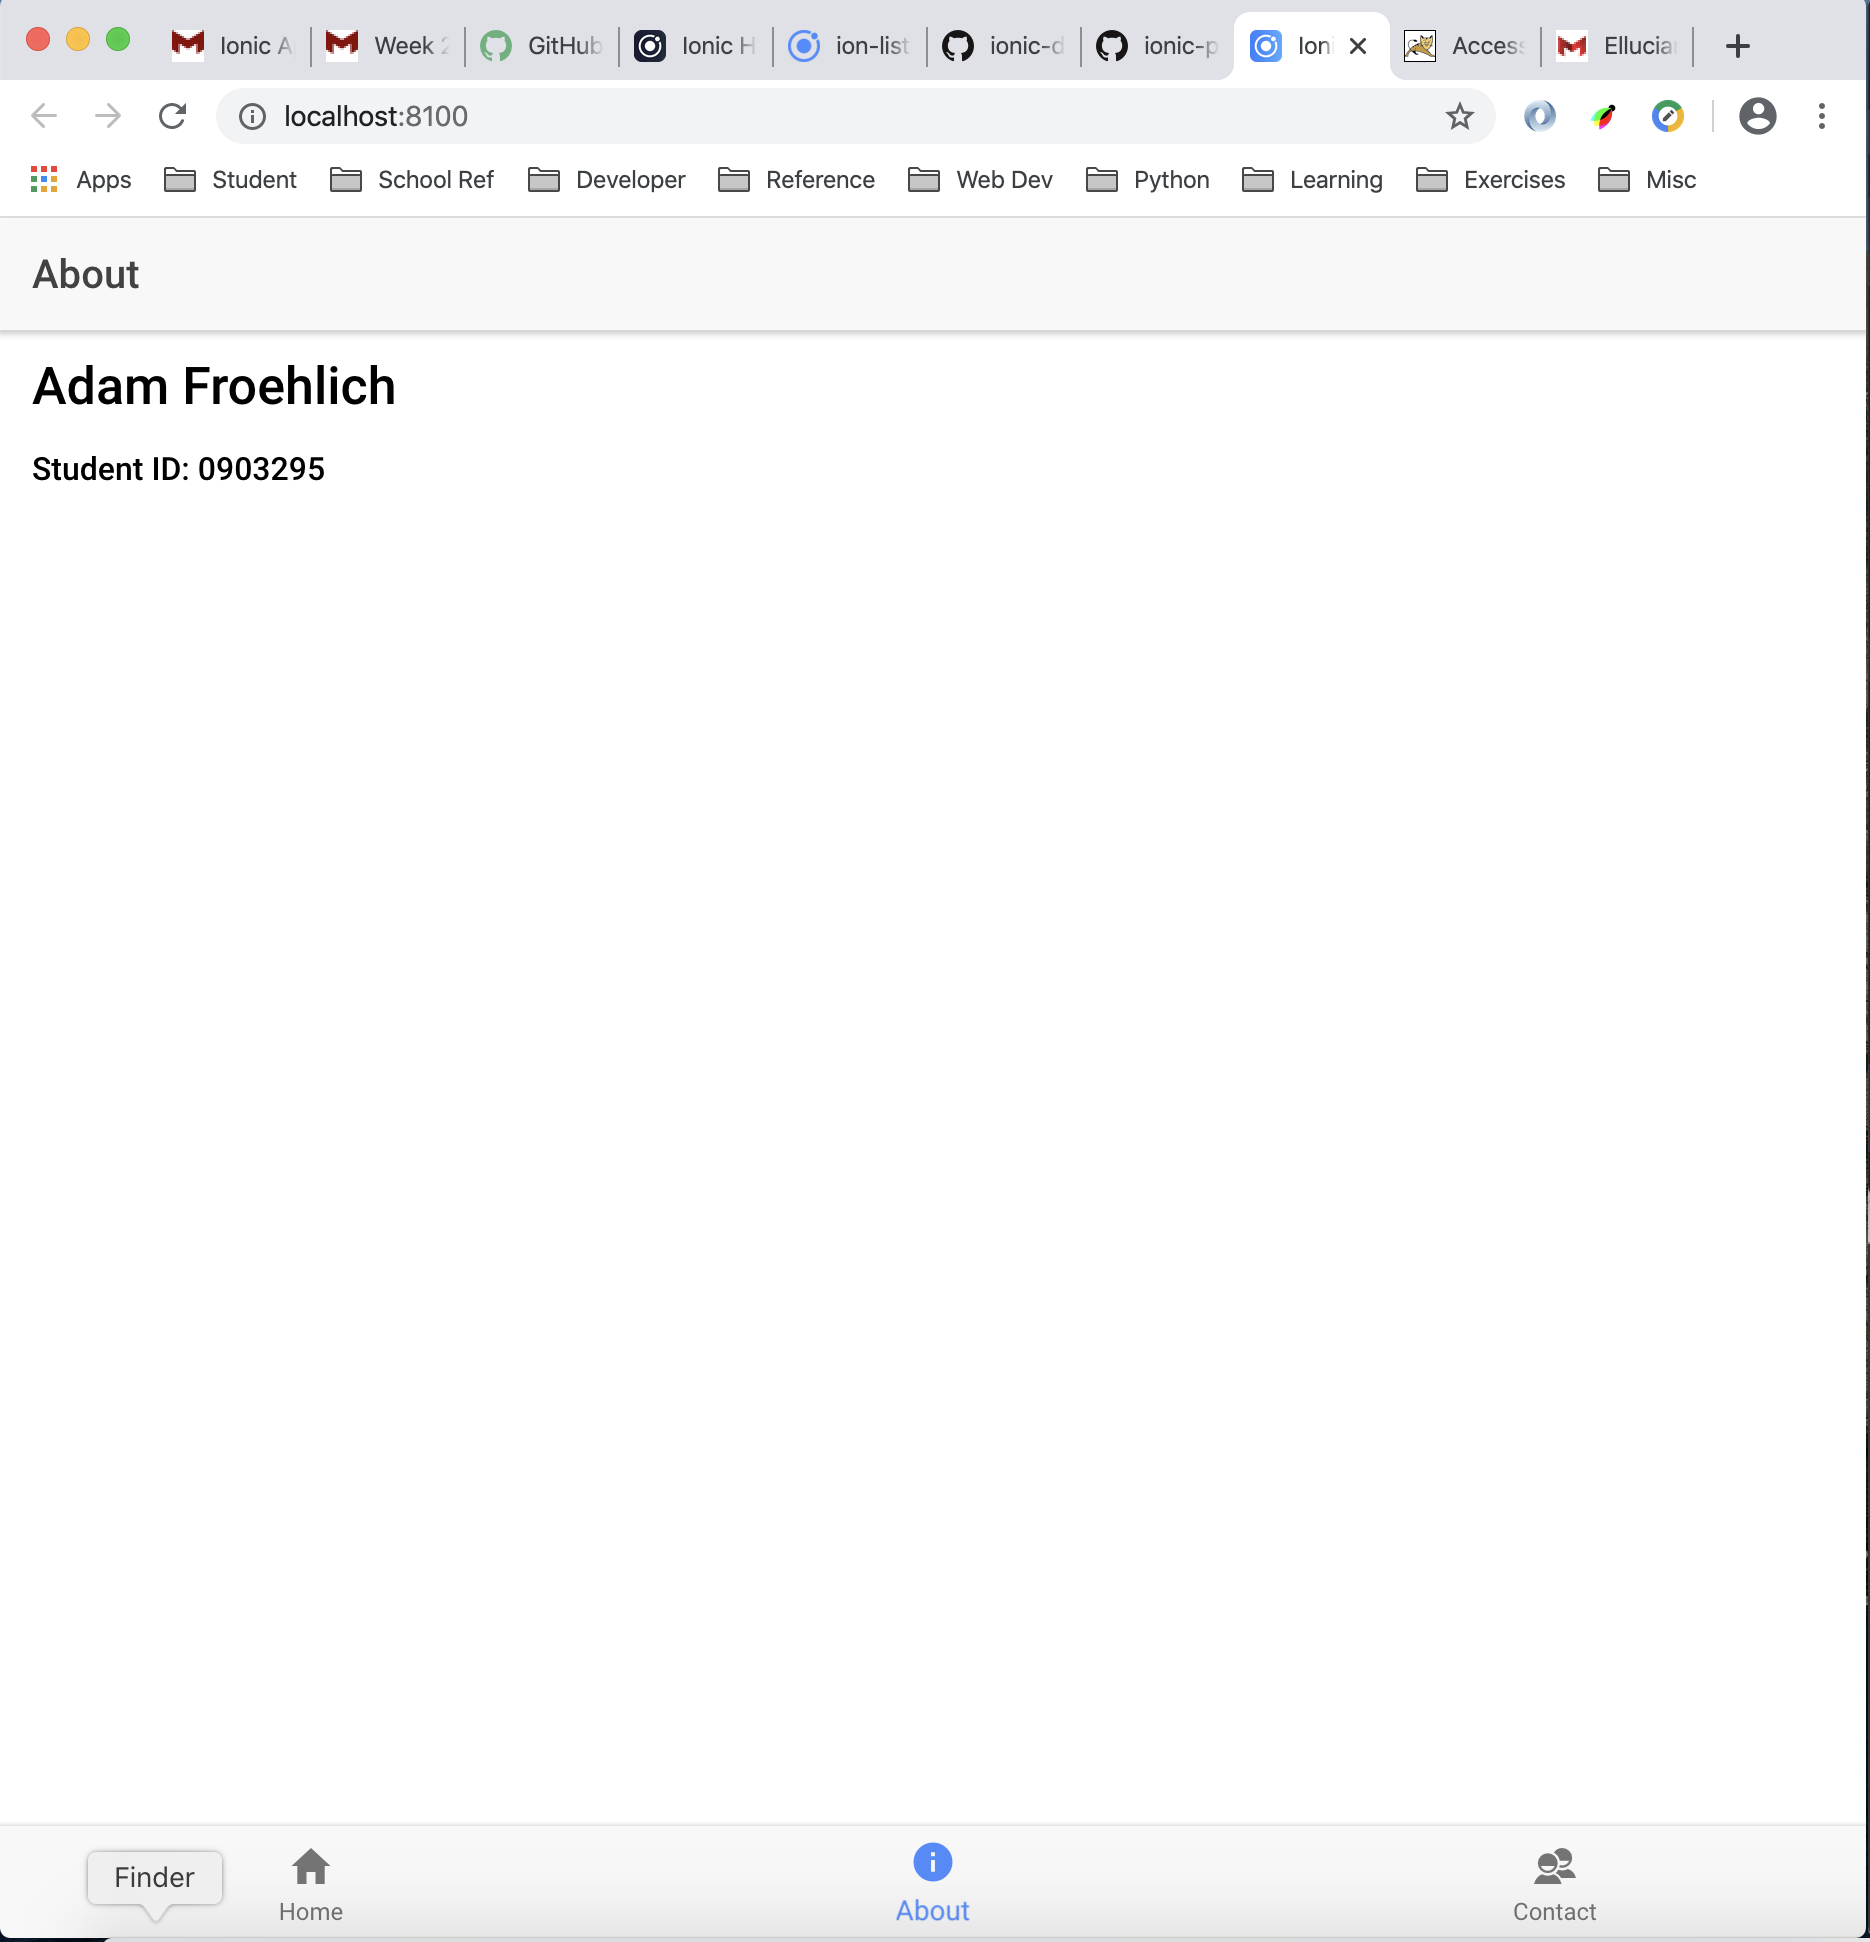 Ionic A
Week 2
GitHub
Ionic H
ion-list
ionic-d
ionic-p
Ioni
Access
Ellucian
localhost:8100
Apps
Student
School Ref
Developer
Reference
Web Dev
Python
Learning
Exercises
Misc
About
Adam Froehlich
Student ID: 0903295
Finder
Home
About
Contact